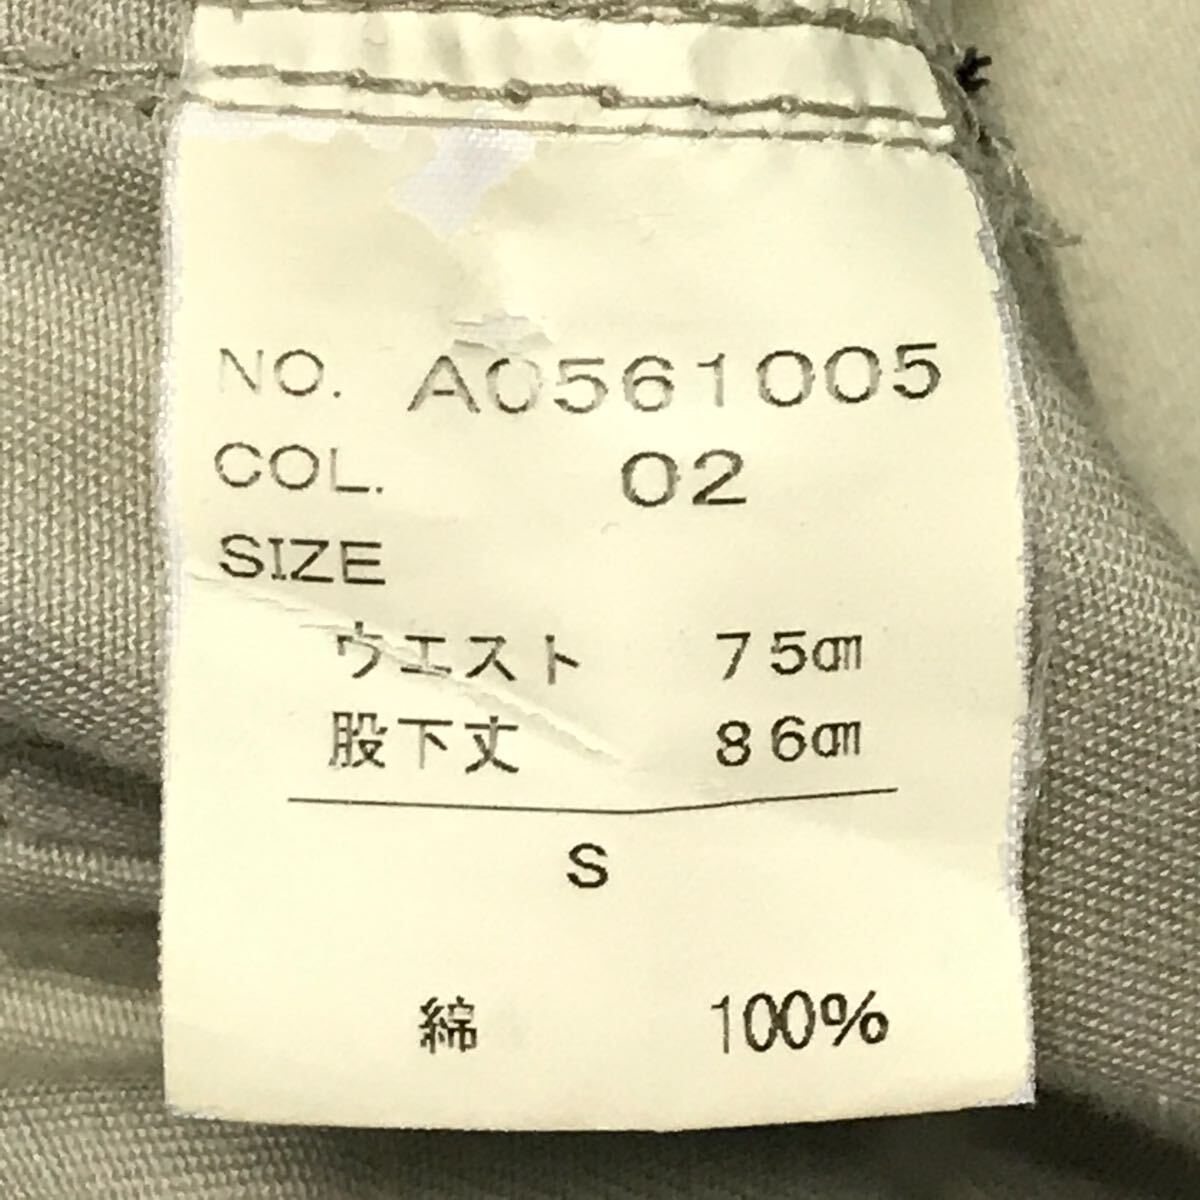 NO. A0561005
COL. 02
SIZE
ウエスト 75㎝
股下丈 86㎝
S
綿 100%